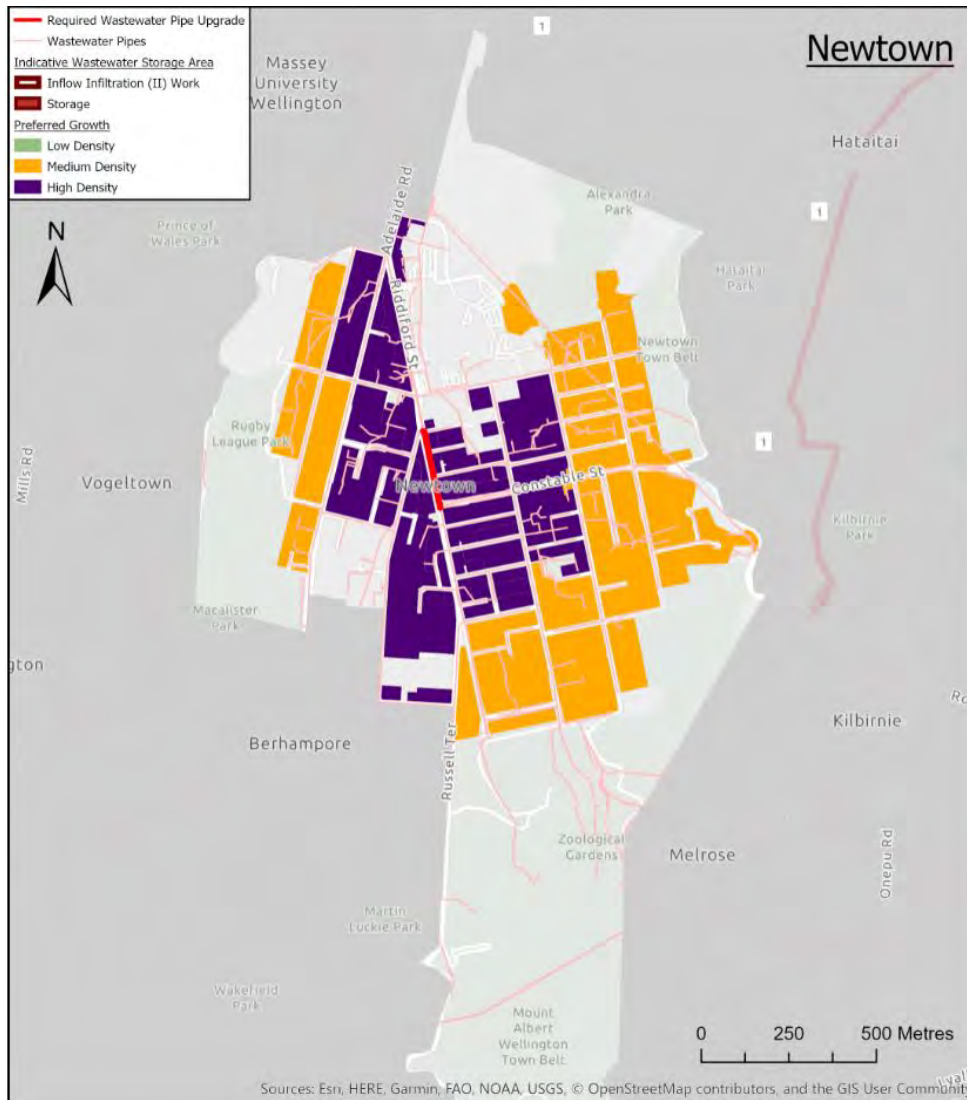 Newtown
Required Wastewater Pipe Upgrade
Wastewater Pipes
Indicative Wastewater Storage Area
Inflow Infiltration (II) Work
Storage
Preferred Growth
Low Density
Medium Density
High Density
1
Massey
University
Wellington
Hataitai
Adelaide Rd
Alexandra
Park
1
Prince of
Wales Park
N
Hataitai
Park
Riddiford St
Newtown
Town Belt
Rugby
League Park
1
Mills Rd
Vogeltown
Newtown
Constable St
Kilbirnie
Park
Macalister
Park
gton
Kilbirnie
Berhampore
Russell Ter
Zoological
Gardens
Melrose
Onepu Rd
Martin
Luckie Park
Wakefield
Park
Mount
Albert
Wellington
Town Belt
0 250 500 Metres
Sources: Esri, HERE, Garmin, FAO, NOAA, USGS, © OpenStreetMap contributors, and the GIS User Community